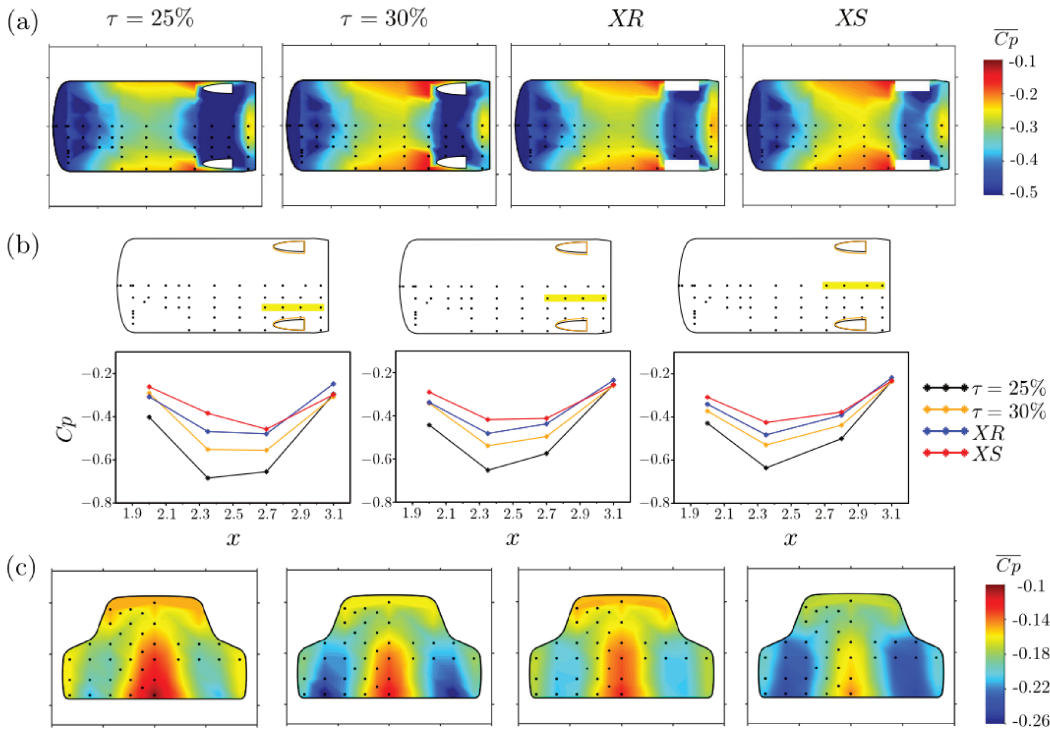 (a) τ = 25% τ = 30% XR XS
C̅p̅
-0.1
-0.2
-0.3
-0.4
-0.5
(b)
Cp
−0.2
−0.4
−0.6
−0.8
1.9 2.1 2.3 2.5 2.7 2.9 3.1
x
−0.2
−0.4
−0.6
−0.8
1.9 2.1 2.3 2.5 2.7 2.9 3.1
x
−0.2
−0.4
−0.6
−0.8
1.9 2.1 2.3 2.5 2.7 2.9 3.1
x
τ = 25%
τ = 30%
XR
XS
(c)
C̅p̅
-0.1
-0.14
-0.18
-0.22
-0.26